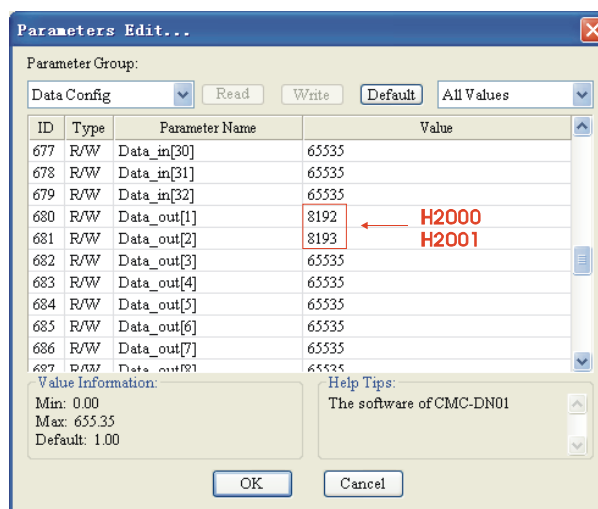 Parameters Edit...
Parameter Group:
Data Config Read Write Default All Values
ID Type Parameter Name Value
677 R/W Data_in[30] 65535
678 R/W Data_in[31] 65535
679 R/W Data_in[32] 65535
680 R/W Data_out[1] 8192 H2000
681 R/W Data_out[2] 8193 H2001
682 R/W Data_out[3] 65535
683 R/W Data_out[4] 65535
684 R/W Data_out[5] 65535
685 R/W Data_out[6] 65535
686 R/W Data_out[7] 65535
687 R/W Data_out[8] 65535
Value Information: Help Tips:
Min: 0.00 The software of CMC-DN01
Max: 655.35
Default: 1.00
OK Cancel